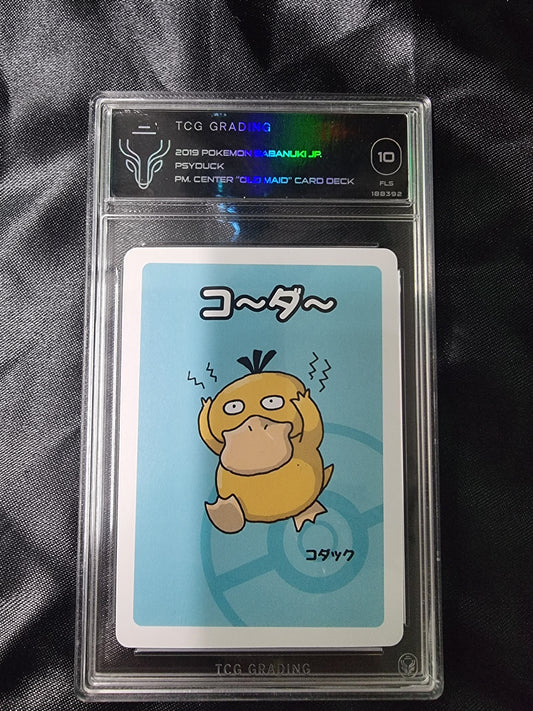 TCG GRADING
2019 POKEMON BABANUKI JP.
PSYDUCK
PM. CENTER "OLD MAID" CARD DECK
10
FLS
188392
コ～ダ～
コダック
TCG GRADING